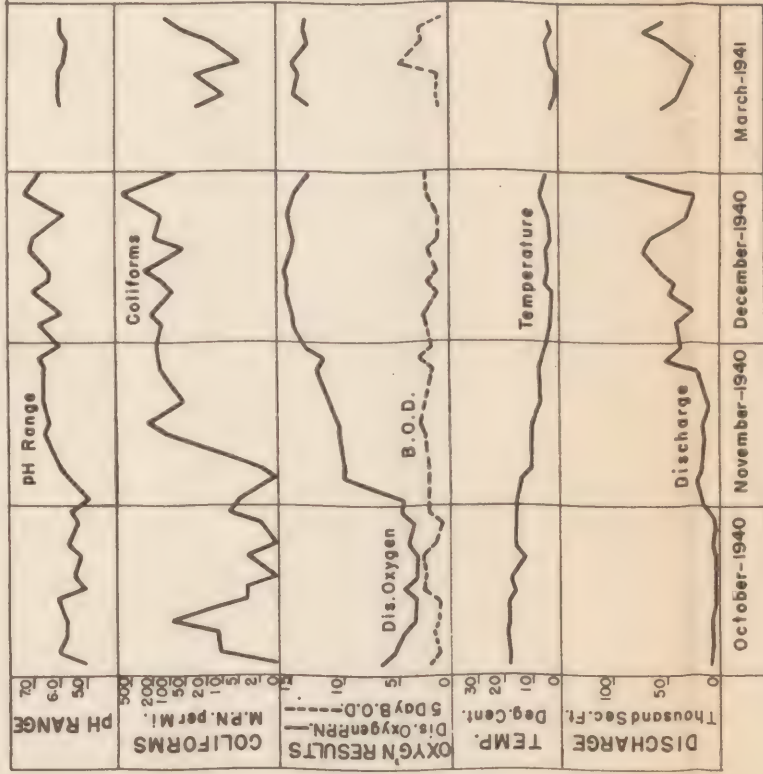 pH RANGE
70
6.0
5.0
pH Range
COLIFORMS
M.P.N. per Ml.
500
200
100
50
20
10
5
2
0
Coliforms
OXYG'N RESULTS
Dis. Oxygen P.P.N.
5 Day B.O.D.
15
10
5
0
Dis. Oxygen
B.O.D.
TEMP.
Deg. Cent.
30
20
10
0
Temperature
DISCHARGE
Thousand Sec. Ft.
100
50
0
Discharge
October-1940
November-1940
December-1940
March-1941